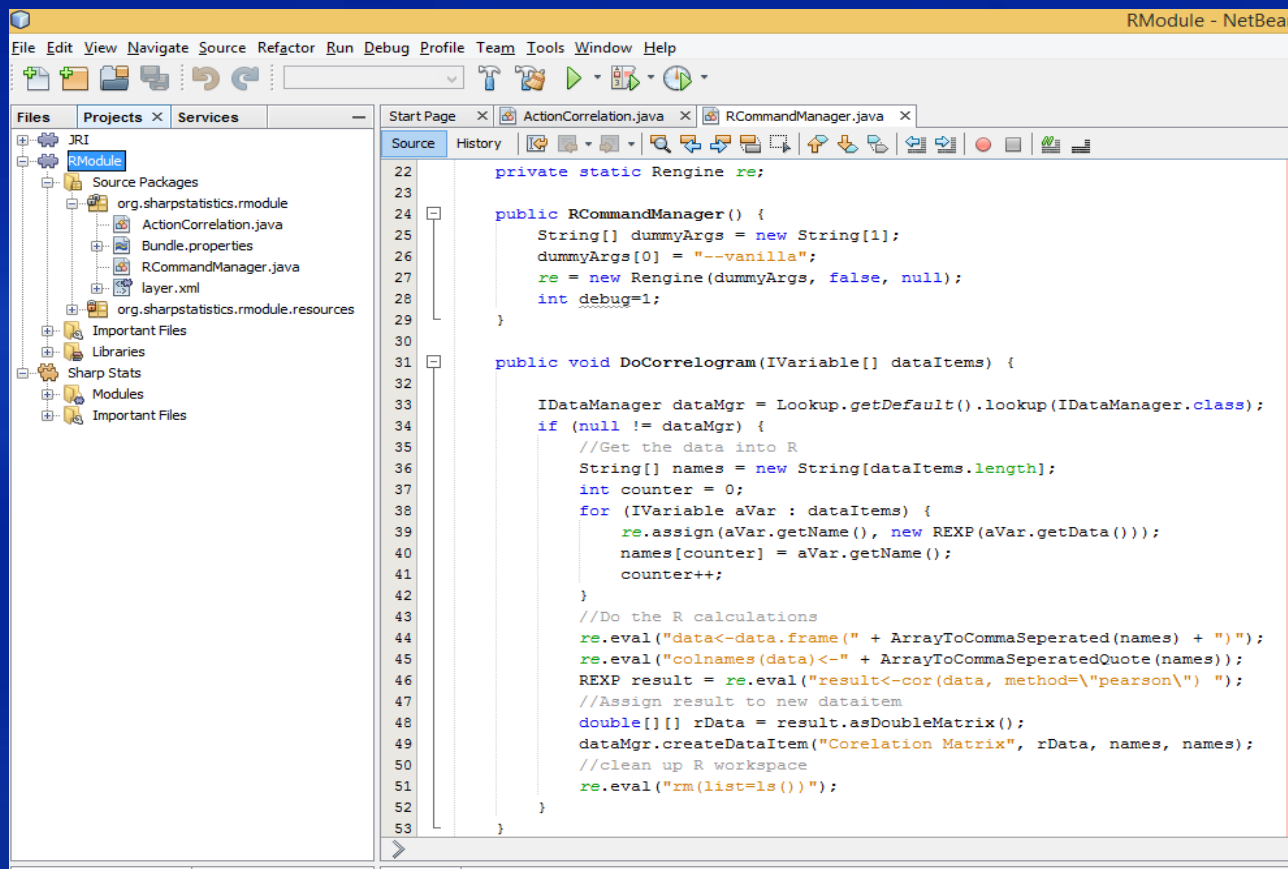 RModule - NetBea
File Edit View Navigate Source Refactor Run Debug Profile Team Tools Window Help
Files Projects Services
JRI
RModule
Source Packages
org.sharpstatistics.rmodule
ActionCorrelation.java
Bundle.properties
RCommandManager.java
layer.xml
org.sharpstatistics.rmodule.resources
Important Files
Libraries
Sharp Stats
Modules
Important Files
Start Page ActionCorrelation.java RCommandManager.java
Source History
22 private static Rengine re;
23
24 public RCommandManager() {
25 String[] dummyArgs = new String[1];
26 dummyArgs[0] = "--vanilla";
27 re = new Rengine(dummyArgs, false, null);
28 int debug=1;
29 }
30
31 public void DoCorrelogram(IVariable[] dataItems) {
32
33 IDataManager dataMgr = Lookup.getDefault().lookup(IDataManager.class);
34 if (null != dataMgr) {
35 //Get the data into R
36 String[] names = new String[dataItems.length];
37 int counter = 0;
38 for (IVariable aVar : dataItems) {
39 re.assign(aVar.getName(), new REXP(aVar.getData()));
40 names[counter] = aVar.getName();
41 counter++;
42 }
43 //Do the R calculations
44 re.eval("data<-data.frame(" + ArrayToCommaSeperated(names) + ")");
45 re.eval("colnames(data)<-" + ArrayToCommaSeperatedQuote(names));
46 REXP result = re.eval("result<-cor(data, method=\"pearson\") ");
47 //Assign result to new dataitem
48 double[][] rData = result.asDoubleMatrix();
49 dataMgr.createDataItem("Corelation Matrix", rData, names, names);
50 //clean up R workspace
51 re.eval("rm(list=ls())");
52 }
53 }